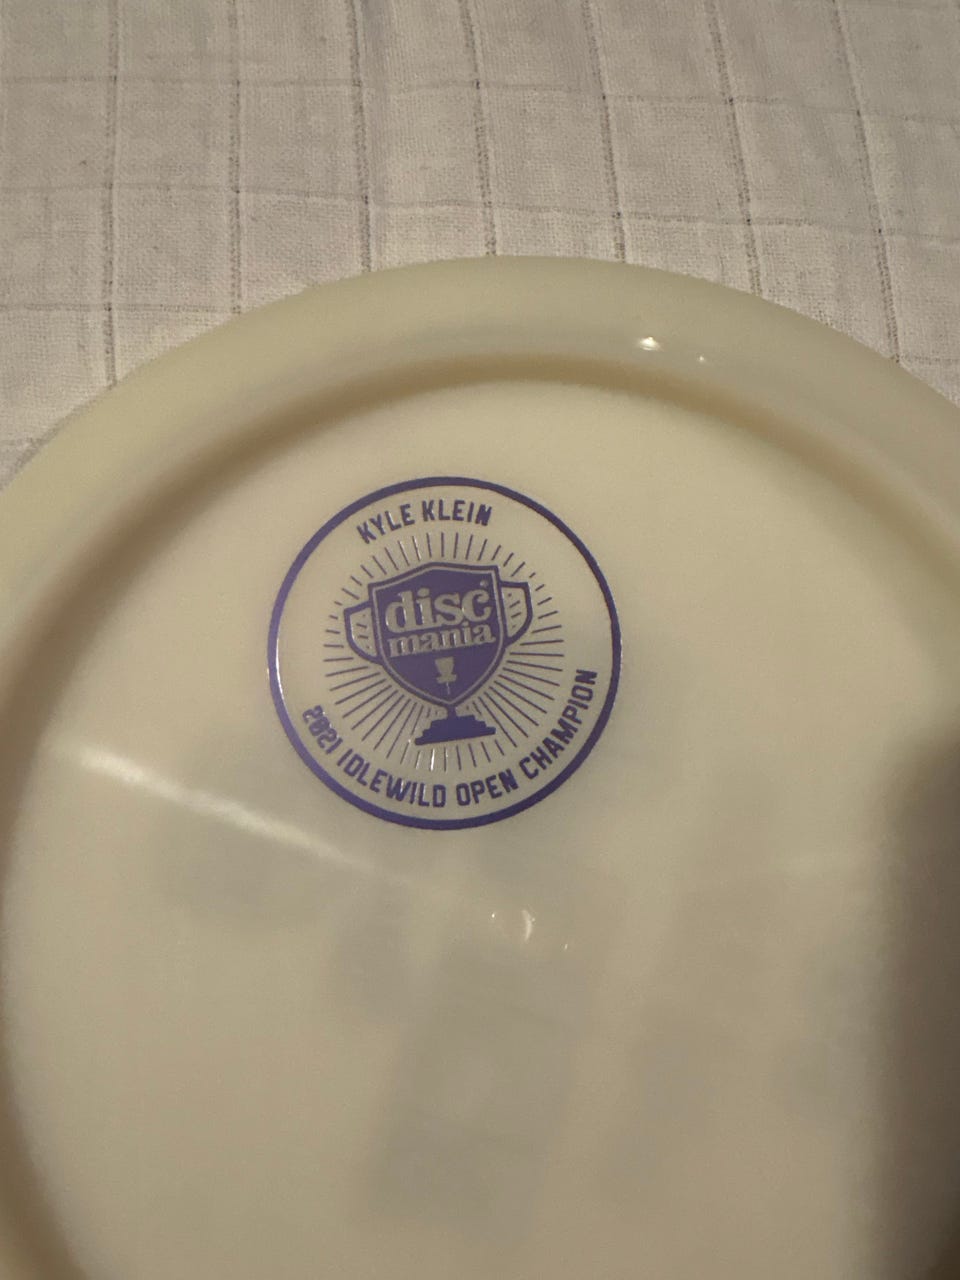 KYLE KLEIN
disc
mania
2021 IDLEWILD OPEN CHAMPION